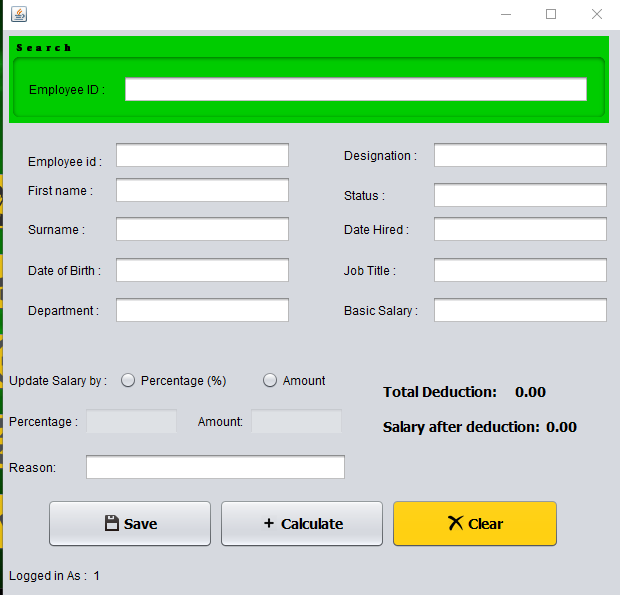 Search
Employee ID :
Employee id :
First name :
Surname :
Date of Birth :
Department :
Designation :
Status :
Date Hired :
Job Title :
Basic Salary :
Update Salary by : Percentage (%) Amount
Percentage : Amount:
Reason:
Total Deduction: 0.00
Salary after deduction: 0.00
Save + Calculate Clear
Logged in As : 1